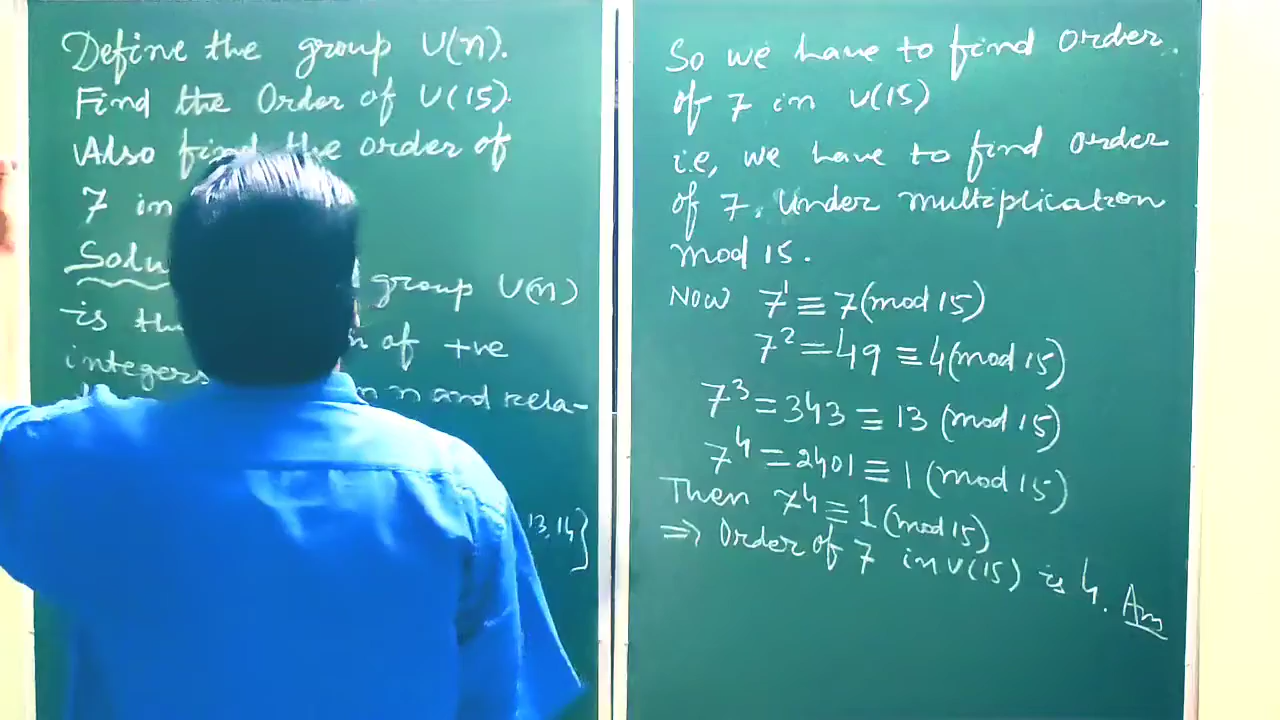 Define the group U(n).
Find the Order of U(15).
Also find the order of
7 in
group U(n)
is the of +ve
integers n and rela-
13, 14}
So we have to find order
of 7 in U(15)
i.e, we have to find order
of 7. Under multiplication
mod 15.
Now 7¹ ≡ 7 (mod 15)
7² = 49 ≡ 4 (mod 15)
7³ = 343 ≡ 13 (mod 15)
7⁴ = 2401 ≡ 1 (mod 15)
Then 7⁴ ≡ 1 (mod 15)
⇒ Order of 7 in U(15) is 4. Ans